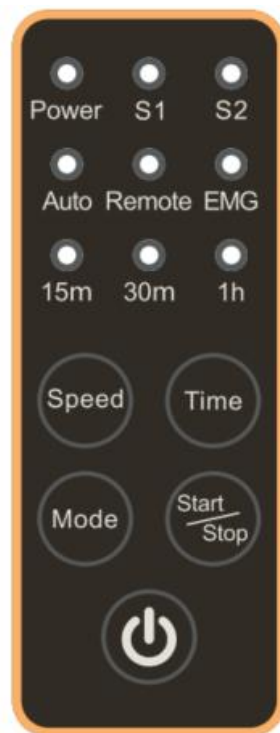 Power S1 S2
Auto Remote EMG
15m 30m 1h
Speed Time
Mode Start/Stop